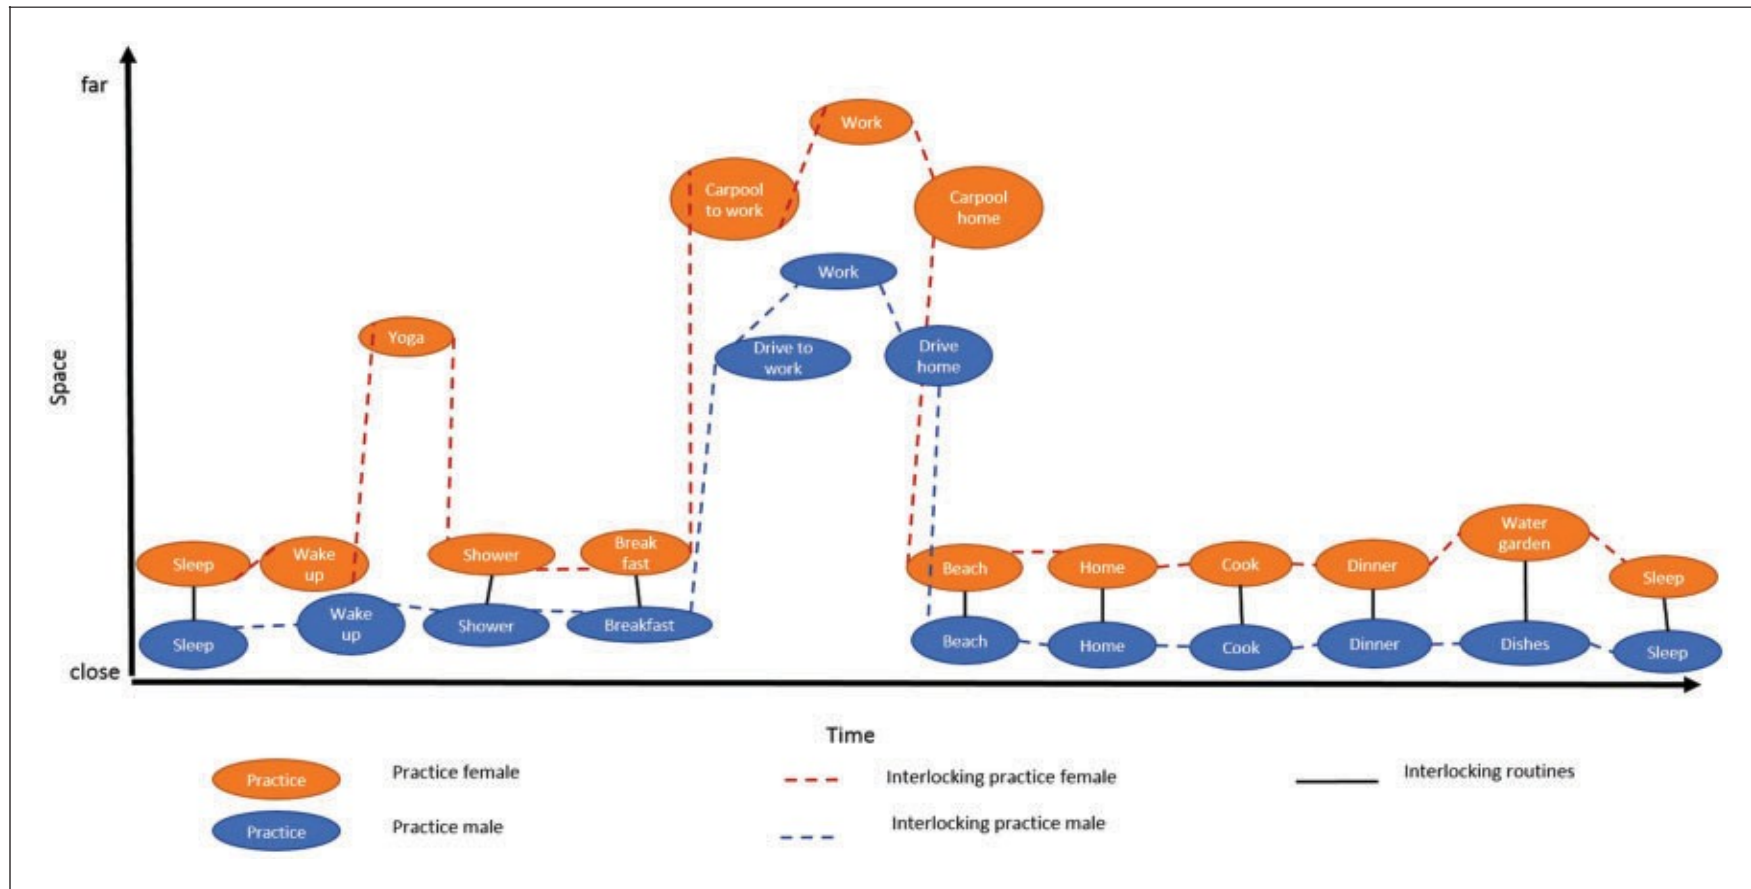 far
Work
Carpool
to work
Carpool
home
Work
Yoga
Drive to
work
Drive
home
Space
Sleep
Wake
up
Shower
Break
fast
Beach
Home
Cook
Dinner
Water
garden
Sleep
Sleep
Wake
up
Shower
Breakfast
Beach
Home
Cook
Dinner
Dishes
Sleep
close
Time
Practice
Practice female
Interlocking practice female
Interlocking routines
Practice
Practice male
Interlocking practice male